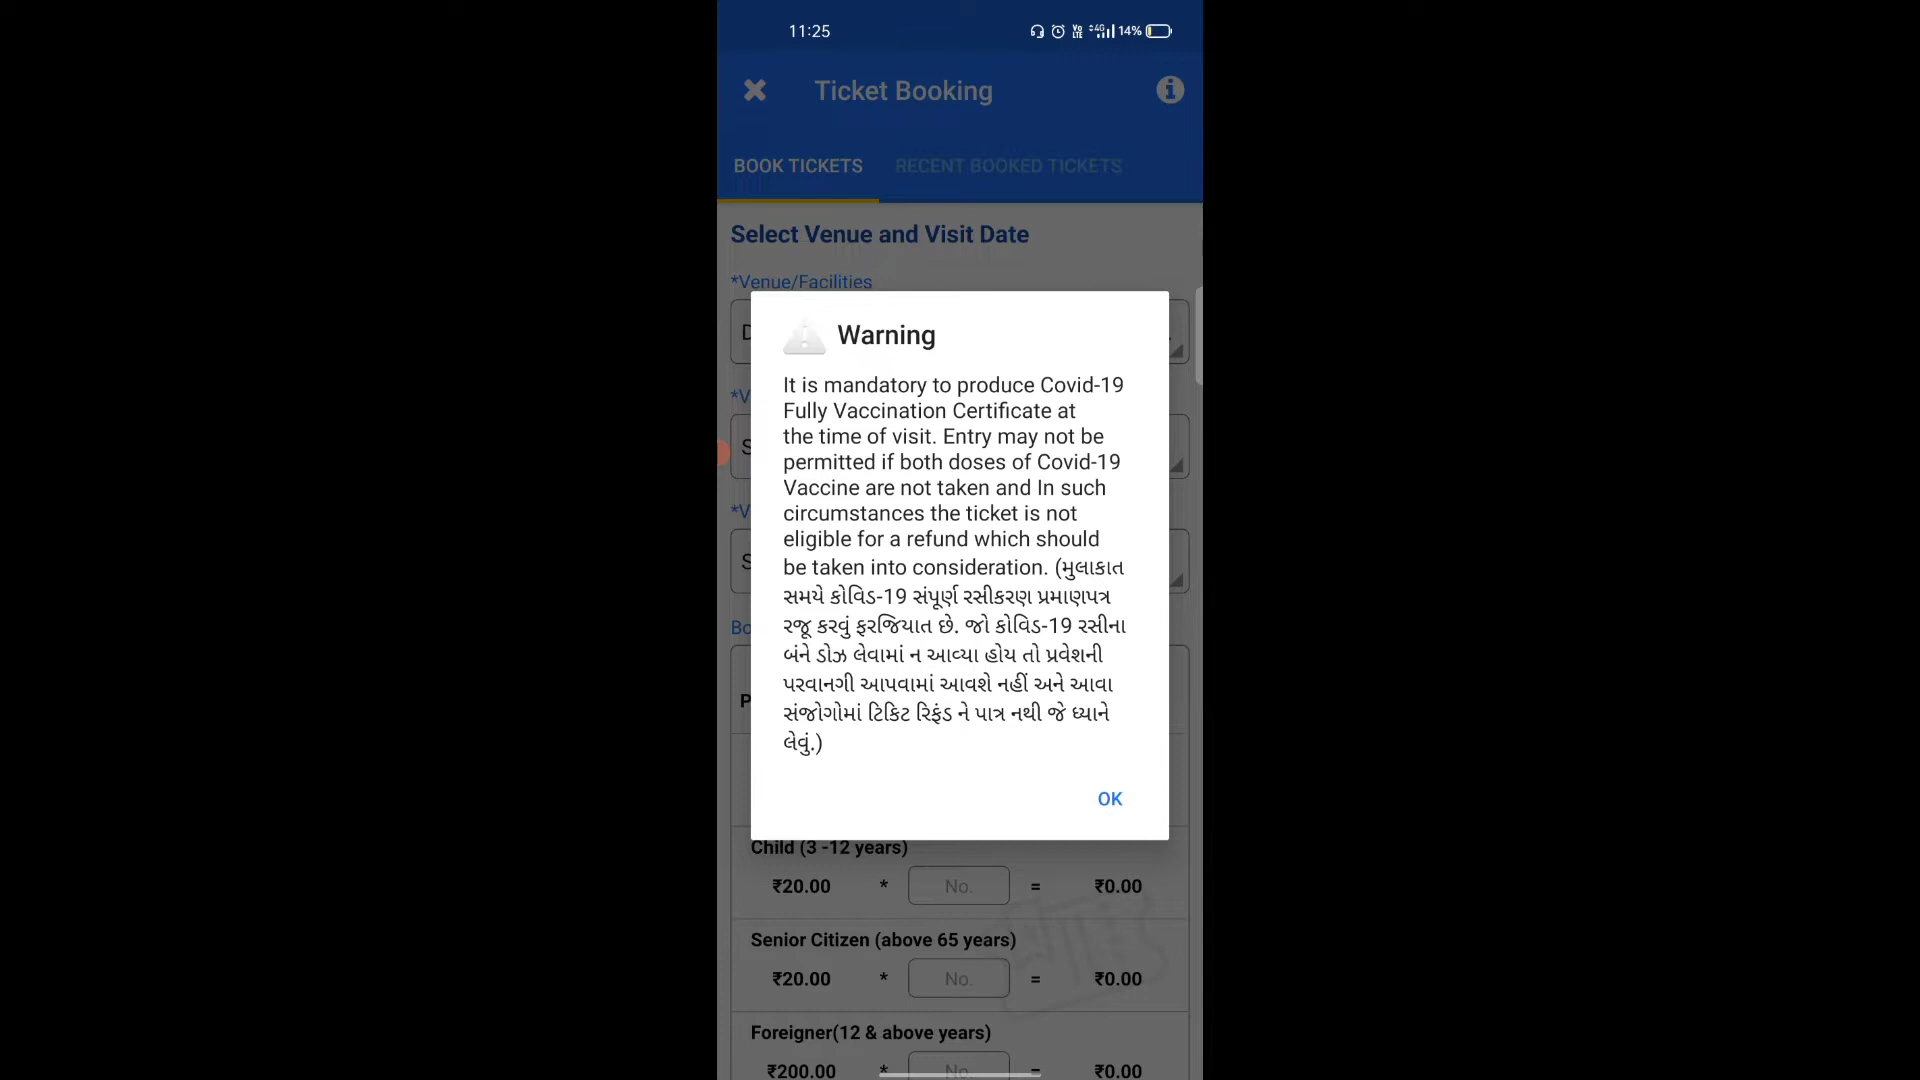 11:25
14%
Ticket Booking
BOOK TICKETS RECENT BOOKED TICKETS
Select Venue and Visit Date
*Venue/Facilities
Warning
It is mandatory to produce Covid-19
Fully Vaccination Certificate at
the time of visit. Entry may not be
permitted if both doses of Covid-19
Vaccine are not taken and In such
circumstances the ticket is not
eligible for a refund which should
be taken into consideration. (મુલાકાત
સમયે કોવિડ-19 સંપૂર્ણ રસીકરણ પ્રમાણપત્ર
રજૂ કરવું ફરજિયાત છે. જો કોવિડ-19 રસીના
બંને ડોઝ લેવામાં ન આવ્યા હોય તો પ્રવેશની
પરવાનગી આપવામાં આવશે નહીં અને આવા
સંજોગોમાં ટિકિટ રિફંડ ને પાત્ર નથી જે ધ્યાને
લેવું.)
OK
Child (3 -12 years)
₹20.00 * No. = ₹0.00
Senior Citizen (above 65 years)
₹20.00 * No. = ₹0.00
Foreigner(12 & above years)
₹200.00 * No. = ₹0.00